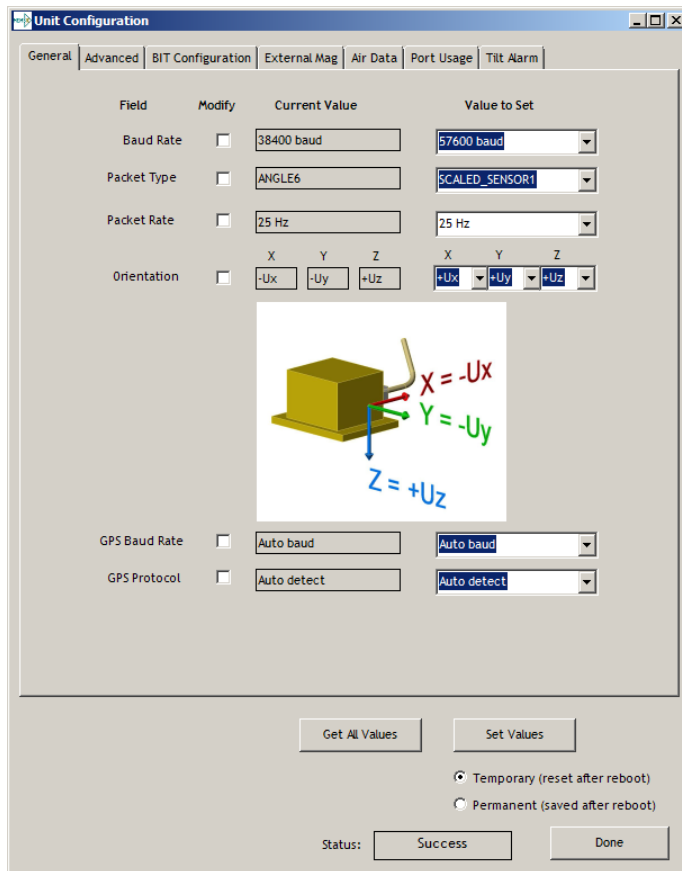 Unit Configuration
General Advanced BIT Configuration External Mag Air Data Port Usage Tilt Alarm
Field Modify Current Value Value to Set
Baud Rate 38400 baud 57600 baud
Packet Type ANGLE6 SCALED_SENSOR1
Packet Rate 25 Hz 25 Hz
X Y Z X Y Z
Orientation -Ux -Uy +Uz +Ux +Uy +Uz
X = -Ux
Y = -Uy
Z = +Uz
GPS Baud Rate Auto baud Auto baud
GPS Protocol Auto detect Auto detect
Get All Values Set Values
Temporary (reset after reboot)
Permanent (saved after reboot)
Status: Success Done